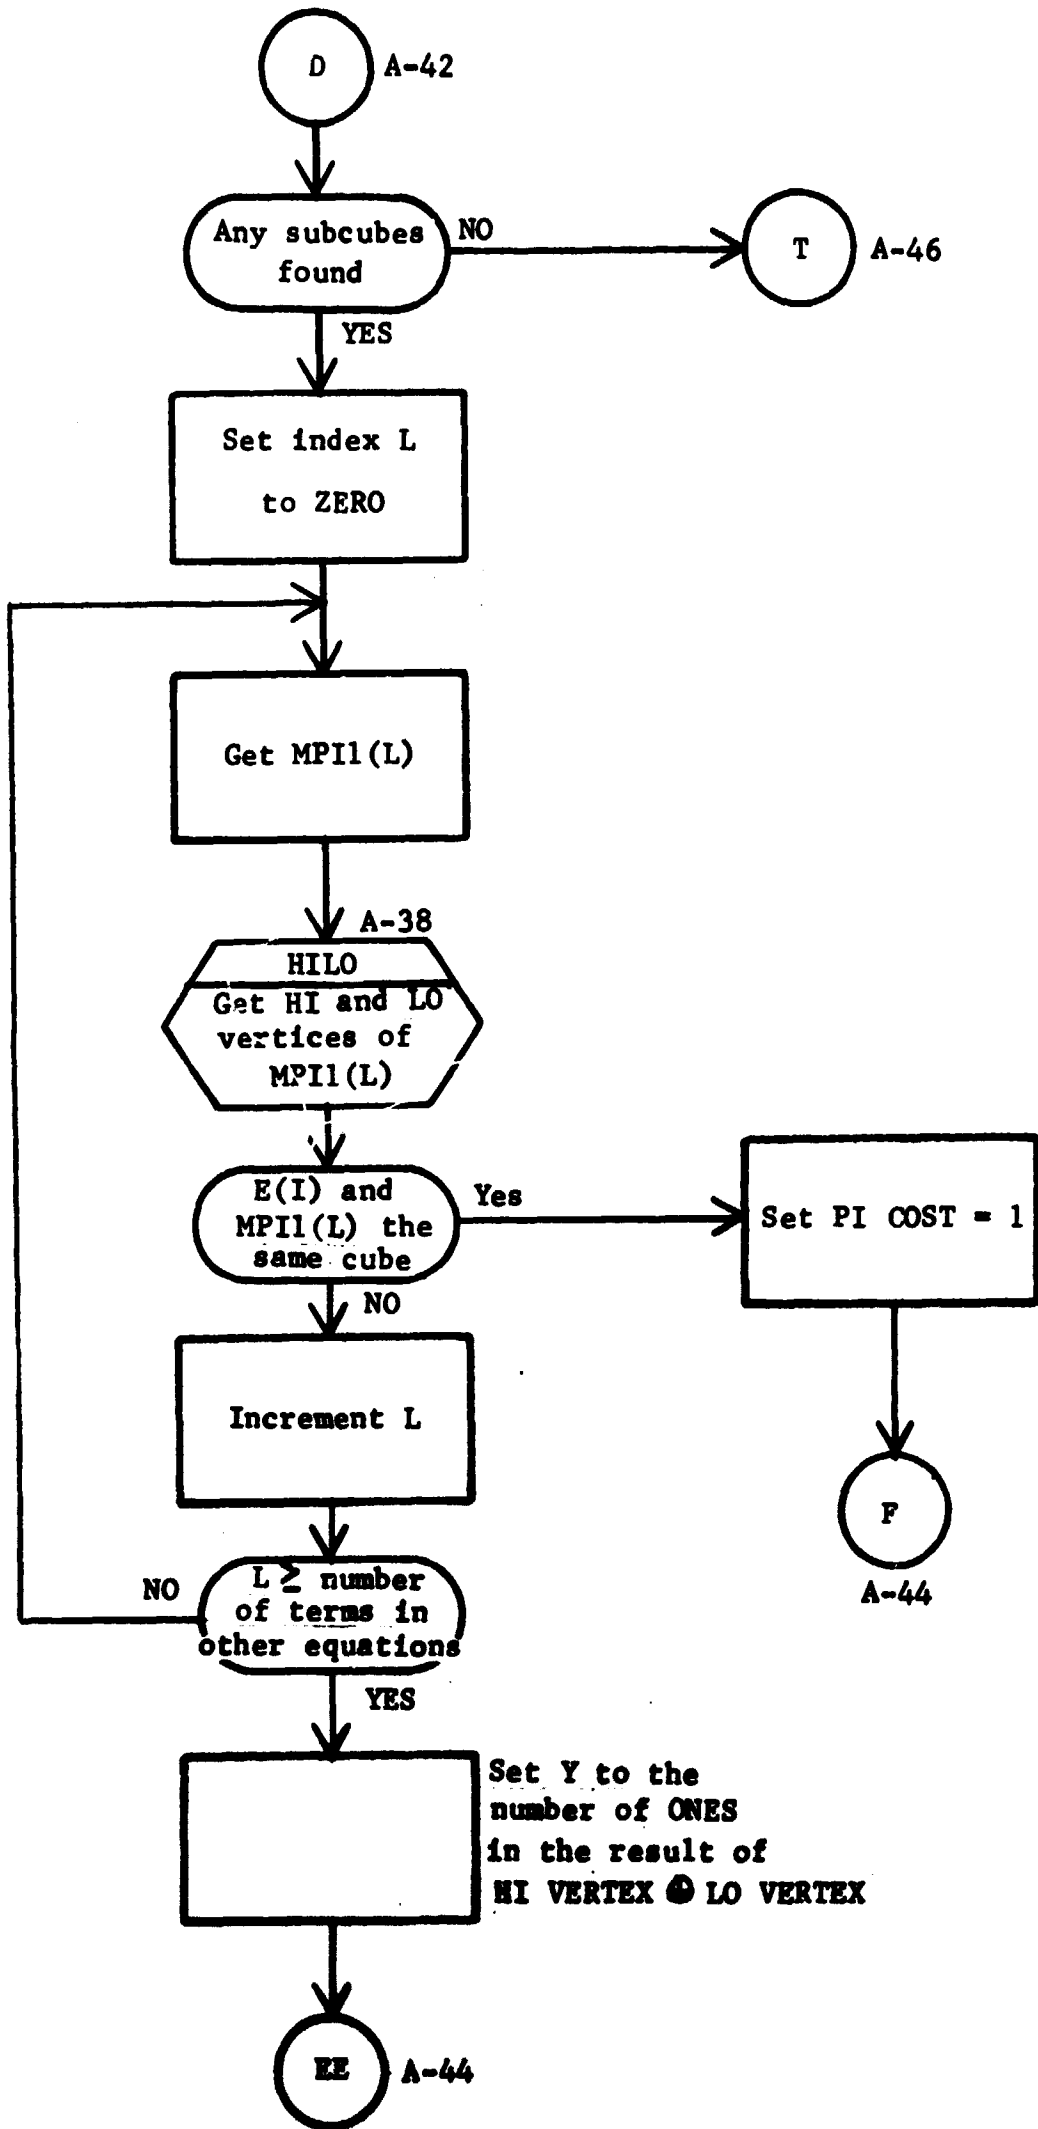 D A-42
Any subcubes
found
NO
T A-46
YES
Set index L
to ZERO
Get MPI1(L)
A-38
HILO
Get HI and LO
vertices of
MPI1(L)
E(I) and
MPI1(L) the
same cube
Yes
Set PI COST = 1
NO
Increment L
F
A-44
NO
L ≥ number
of terms in
other equations
YES
Set Y to the
number of ONES
in the result of
HI VERTEX ⊕ LO VERTEX
EE A-44